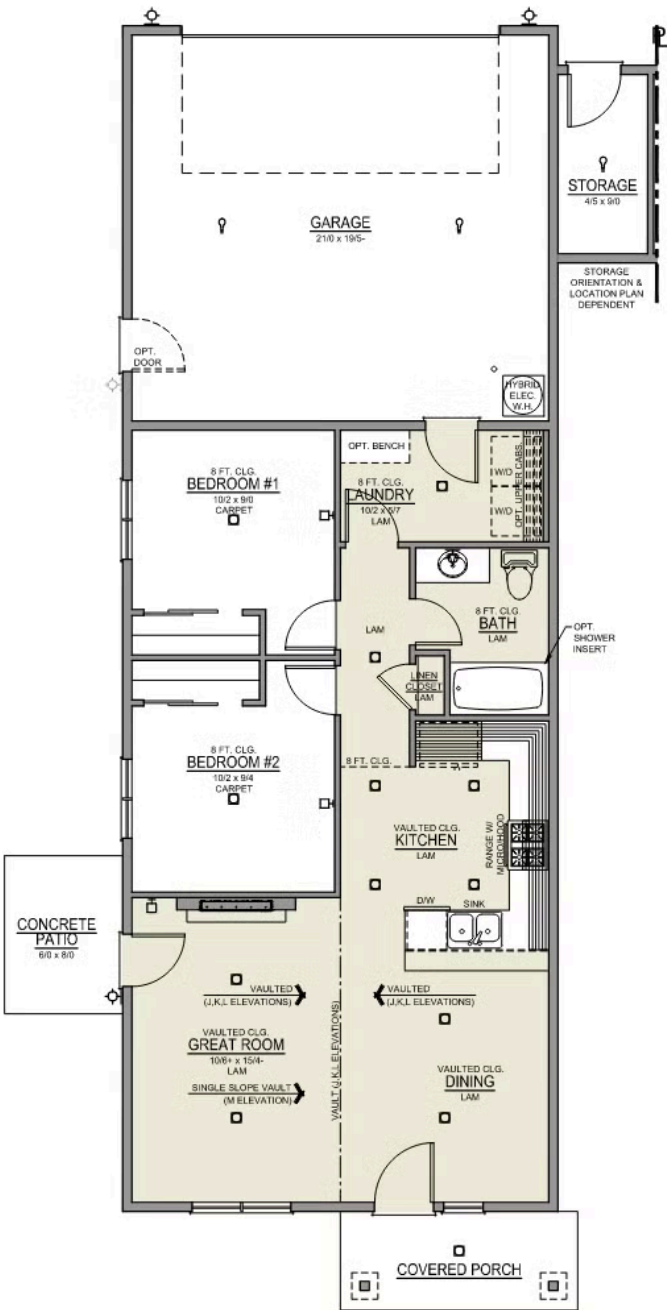 P
GARAGE
21/0 x 19/5-
STORAGE
4/5 x 9/0
STORAGE
ORIENTATION &
LOCATION PLAN
DEPENDENT
OPT.
DOOR
HYBRID
ELEC.
W.H.
8 FT. CLG.
BEDROOM #1
10/2 x 9/0
CARPET
OPT. BENCH
8 FT. CLG.
LAUNDRY
10/2 x 5/7
LAM
W/D
W/D
OPT. UPPER CABS.
LAM
8 FT. CLG.
BATH
LAM
OPT.
SHOWER
INSERT
LINEN
CLOSET
LAM
8 FT. CLG.
BEDROOM #2
10/2 x 9/4
CARPET
8 FT. CLG.
VAULTED CLG.
KITCHEN
LAM
RANGE W/
MICRO/HOOD
D/W
SINK
CONCRETE
PATIO
6/0 x 8/0
VAULTED
(J,K,L ELEVATIONS)
VAULTED
(J,K,L ELEVATIONS)
VAULTED CLG.
GREAT ROOM
10/6+ x 15/4-
LAM
SINGLE SLOPE VAULT
(M ELEVATION)
VAULT (J,K,L ELEVATIONS)
VAULTED CLG.
DINING
LAM
COVERED PORCH